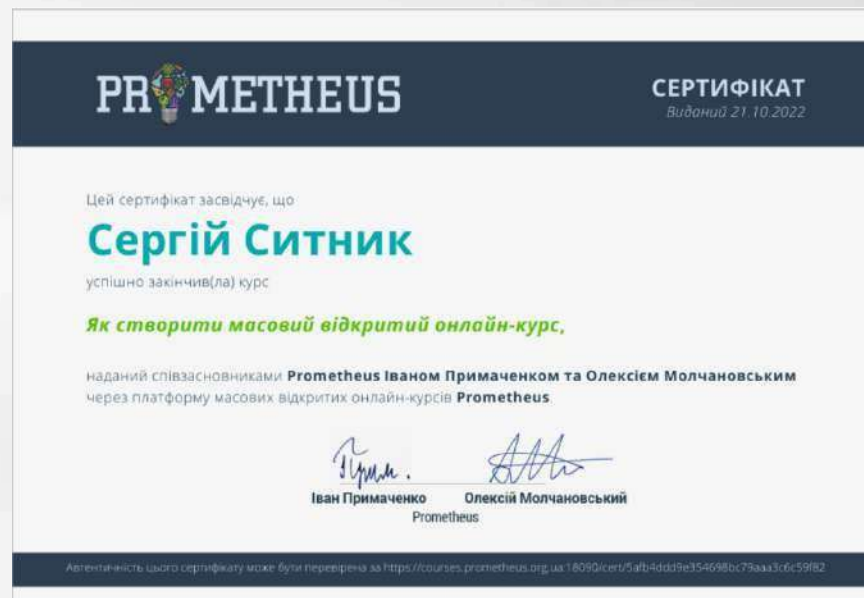 PROMETHEUS
СЕРТИФІКАТ
Виданий 21.10.2022
Цей сертифікат засвідчує, що
Сергій Ситник
успішно закінчив(ла) курс
Як створити масовий відкритий онлайн-курс,
наданий співзасновниками Prometheus Іваном Примаченком та Олексієм Молчановським
через платформу масових відкритих онлайн-курсів Prometheus.
Іван Примаченко Олексій Молчановський
Prometheus
Автентичність цього сертифікату може бути перевірена за https://courses.prometheus.org.ua:18090/cert/5afb4ddd9e354698bc79aaa3c6c59f82